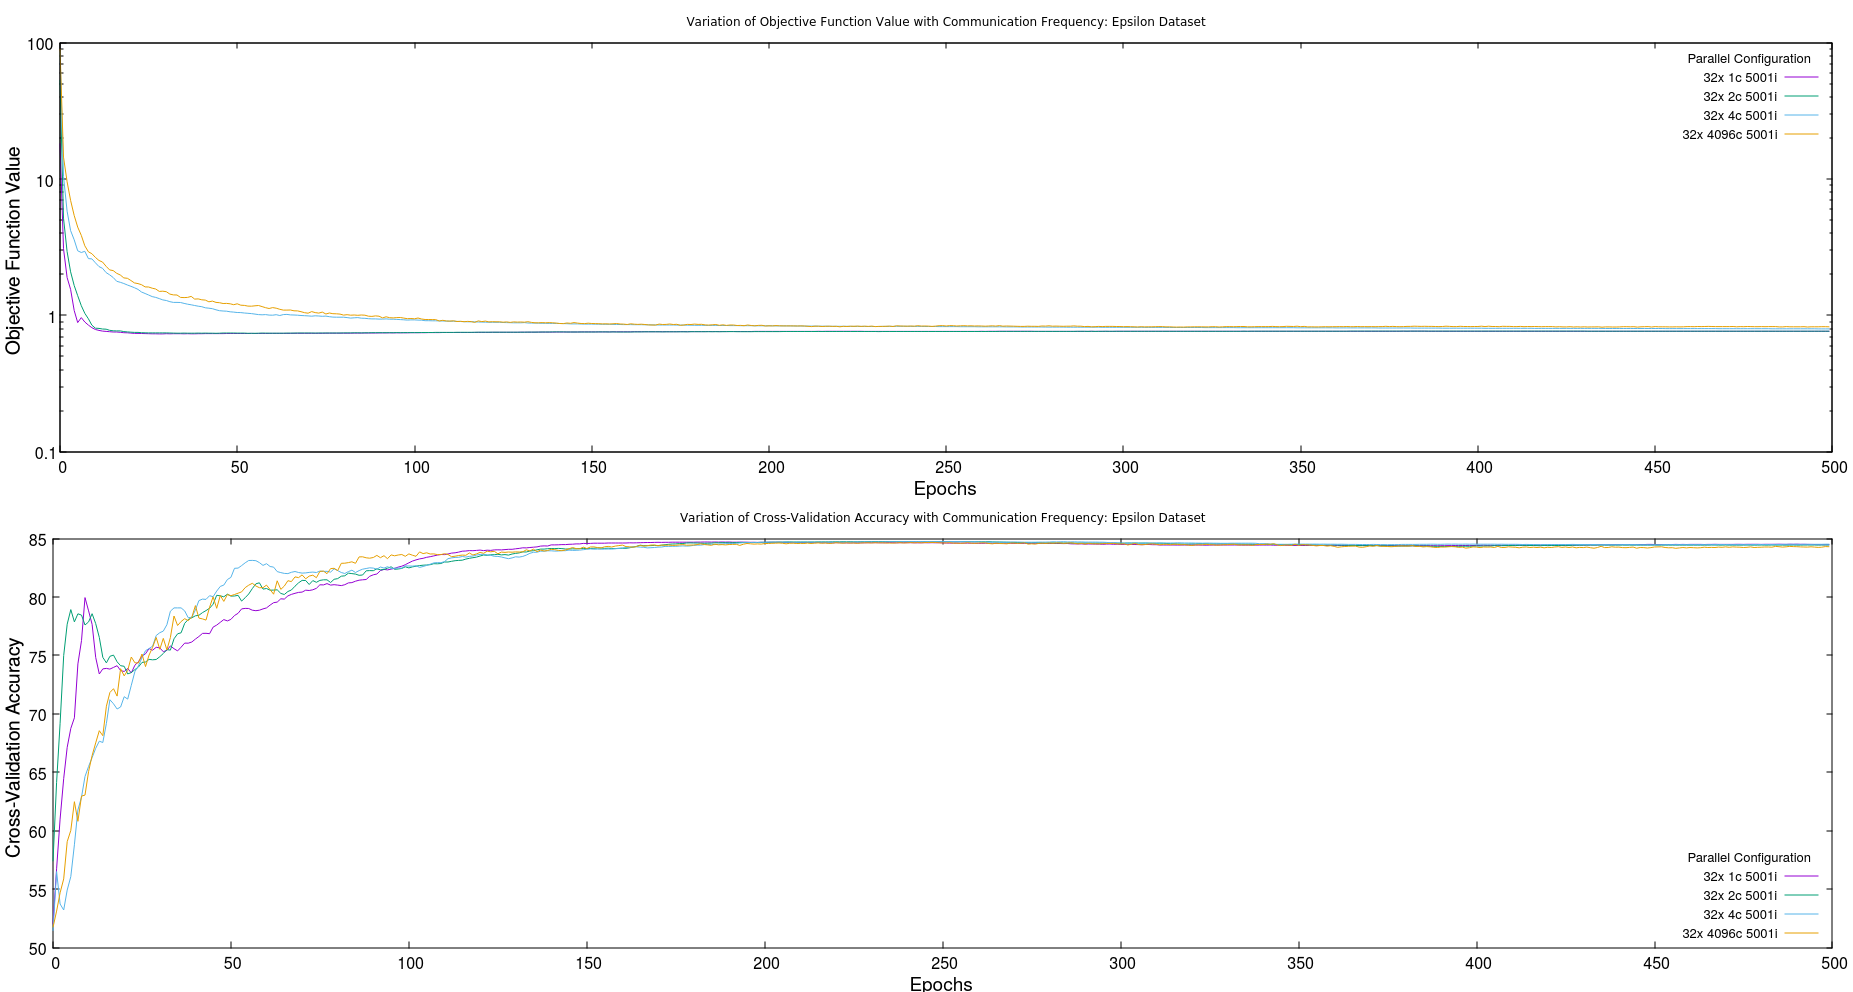 Variation of Objective Function Value with Communication Frequency: Epsilon Dataset
100
10
1
0.1
Objective Function Value
Parallel Configuration
32x 1c 5001i
32x 2c 5001i
32x 4c 5001i
32x 4096c 5001i
0 50 100 150 200 250 300 350 400 450 500
Epochs
Variation of Cross-Validation Accuracy with Communication Frequency: Epsilon Dataset
85
80
75
70
65
60
55
50
Cross-Validation Accuracy
Parallel Configuration
32x 1c 5001i
32x 2c 5001i
32x 4c 5001i
32x 4096c 5001i
0 50 100 150 200 250 300 350 400 450 500
Epochs